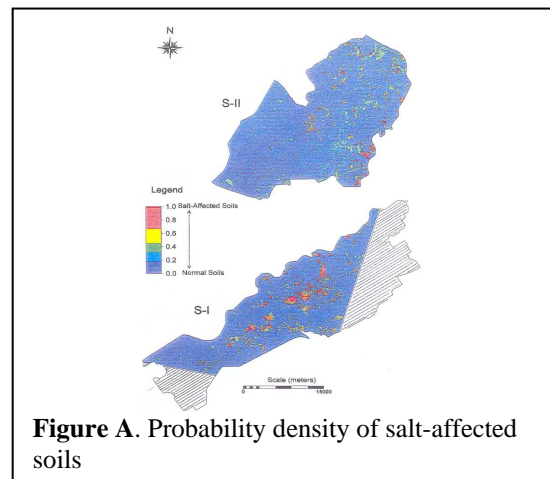 N
S-II
Legend
Salt-Affected Soils
1.0
0.8
0.6
0.4
0.2
0.0
Normal Soils
S-I
Scale (meters)
15000
Figure A. Probability density of salt-affected
soils